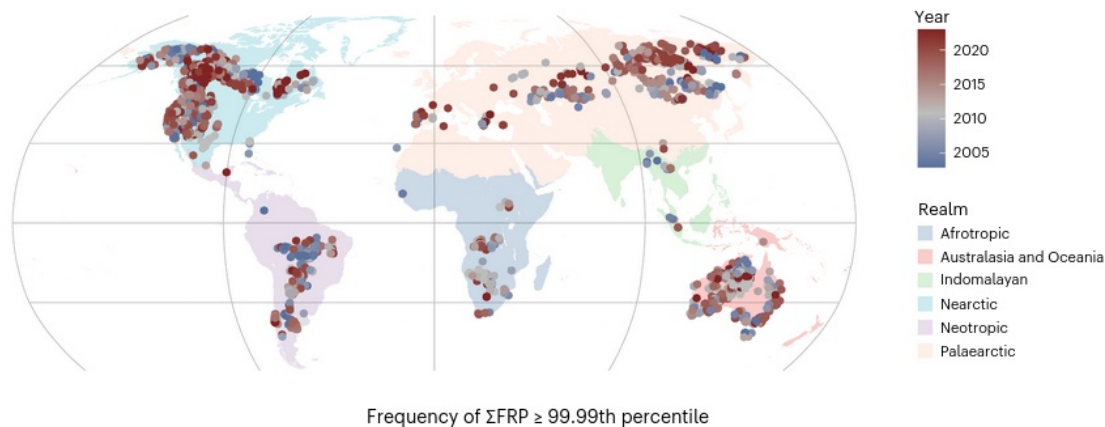 Year
2020
2015
2010
2005
Realm
Afrotropic
Australasia and Oceania
Indomalayan
Nearctic
Neotropic
Palaearctic
Frequency of ΣFRP ≥ 99.99th percentile